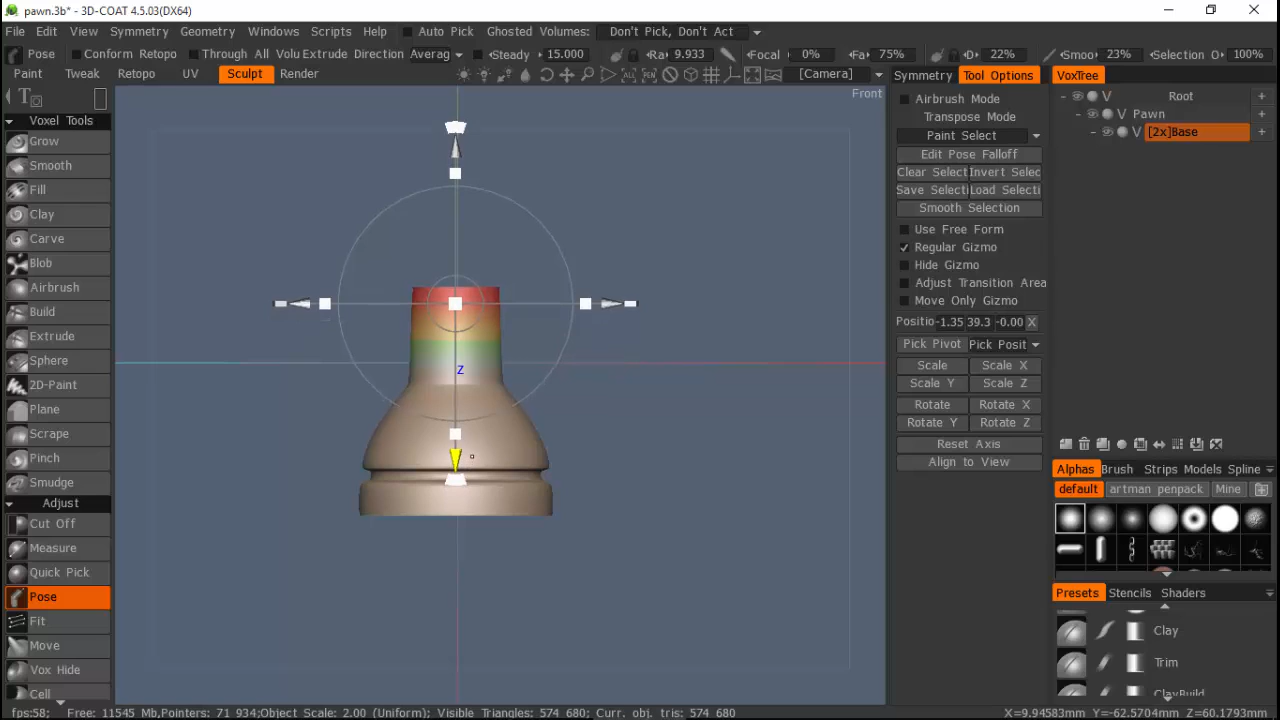 pawn.3b* - 3D-COAT 4.5.03(DX64)
File Edit View Symmetry Geometry Windows Scripts Help Auto Pick Ghosted Volumes: Don't Pick, Don't Act
Pose Conform Retopo Through All Volu Extrude Direction Averag Steady 15.000 Ra 9.933 Focal 0% Fa 75% D 22% Smoo 23% Selection O 100%
Paint Tweak Retopo UV Sculpt Render [Camera] Symmetry Tool Options VoxTree
Front
Voxel Tools
Grow
Smooth
Fill
Clay
Carve
Blob
Airbrush
Build
Extrude
Sphere
2D-Paint
Plane
Scrape
Pinch
Smudge
Adjust
Cut Off
Measure
Quick Pick
Pose
Fit
Move
Vox Hide
Cell
Z
Airbrush Mode
Transpose Mode
Paint Select
Edit Pose Falloff
Clear Select Invert Selec
Save Selecti Load Selecti
Smooth Selection
Use Free Form
Regular Gizmo
Hide Gizmo
Adjust Transition Area
Move Only Gizmo
Positio -1.35 39.3 -0.00 X
Pick Pivot Pick Posit
Scale Scale X
Scale Y Scale Z
Rotate Rotate X
Rotate Y Rotate Z
Reset Axis
Align to View
V Root +
V Pawn +
V [2x]Base +
Alphas Brush Strips Models Spline
default artman penpack Mine
Presets Stencils Shaders
Clay
Trim
ClayBuild
fps:58; Free: 11545 Mb,Pointers: 71 934;Object Scale: 2.00 (Uniform); Visible Triangles: 574 680; Curr. obj. tris: 574 680 X=9.94583mm Y=-62.5704mm Z=60.1793mm